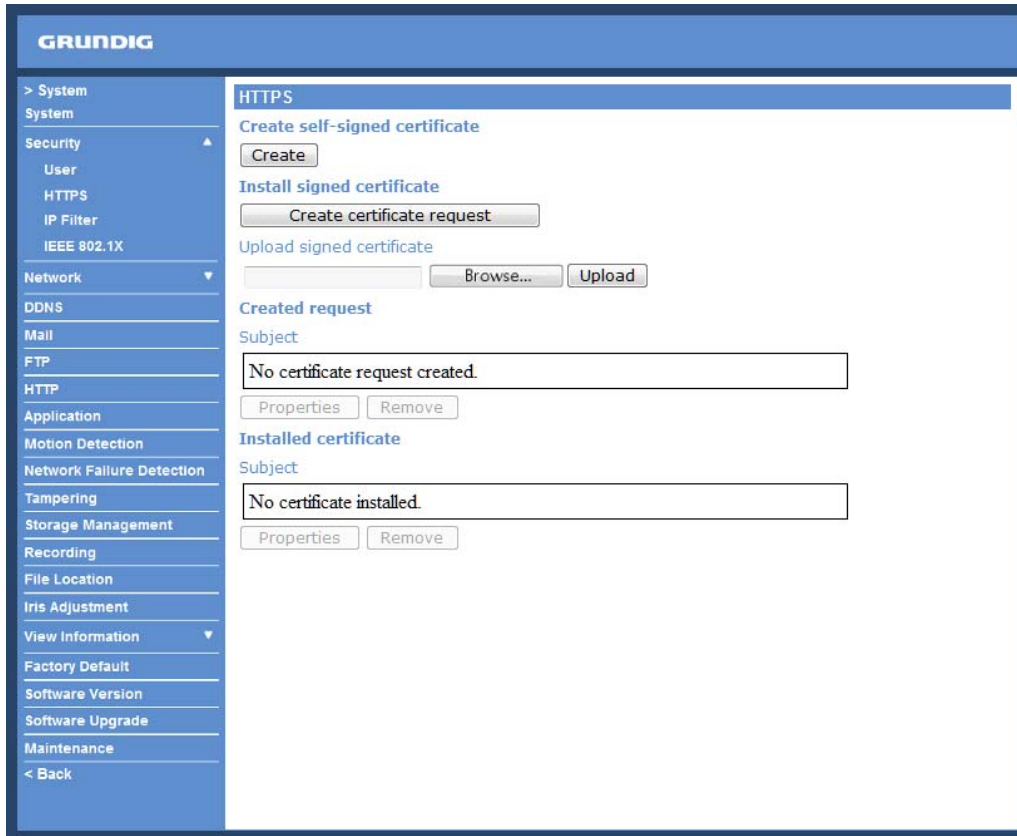 GRUNDIG
> System
System
Security
User
HTTPS
IP Filter
IEEE 802.1X
Network
DDNS
Mail
FTP
HTTP
Application
Motion Detection
Network Failure Detection
Tampering
Storage Management
Recording
File Location
Iris Adjustment
View Information
Factory Default
Software Version
Software Upgrade
Maintenance
< Back
HTTPS
Create self-signed certificate
Create
Install signed certificate
Create certificate request
Upload signed certificate
Browse... Upload
Created request
Subject
No certificate request created.
Properties Remove
Installed certificate
Subject
No certificate installed.
Properties Remove